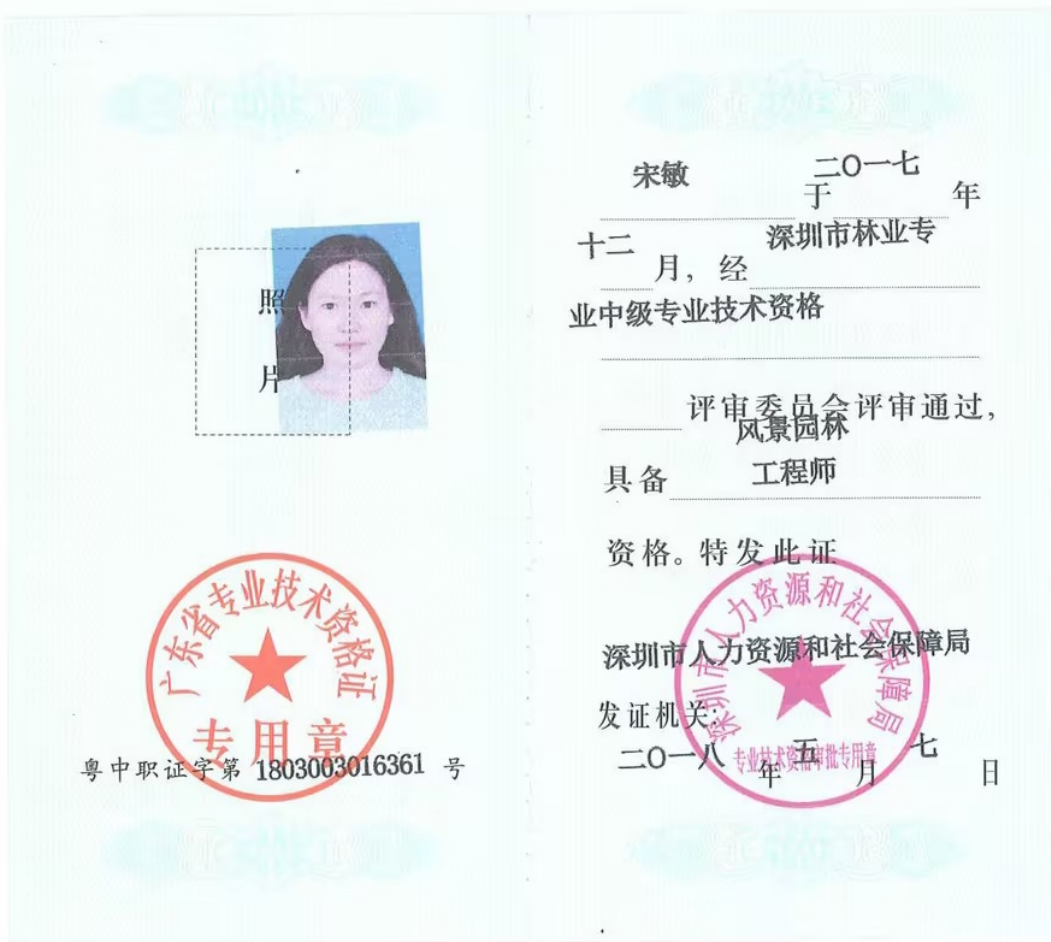 照
片
广东省专业技术资格证
专用章
粤中职证字第 1803003016361 号
宋敏 于 二〇一七 年
十二 月，经 深圳市林业专
业中级专业技术资格
评审委员会评审通过，
风景园林
具备 工程师
资格。特发此证
深圳市人力资源和社会保障局
深圳市人力资源和社会保障局
发证机关：
专业技术资格审批专用章
二〇一八 年 五 月 七 日